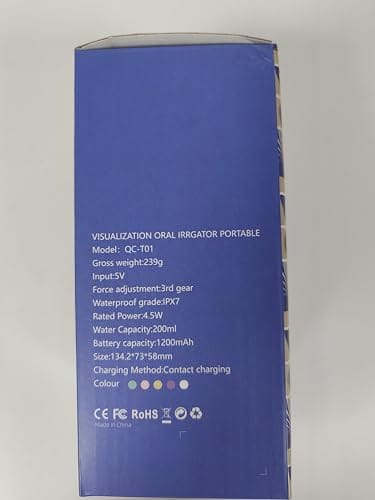 VISUALIZATION ORAL IRRGATOR PORTABLE
Model： QC-T01
Gross weight:239g
Input:5V
Force adjustment:3rd gear
Waterproof grade:IPX7
Rated Power:4.5W
Water Capacity:200ml
Battery capacity:1200mAh
Size:134.2*73*58mm
Charging Method:Contact charging
Colour
CE FC RoHS
Made in China